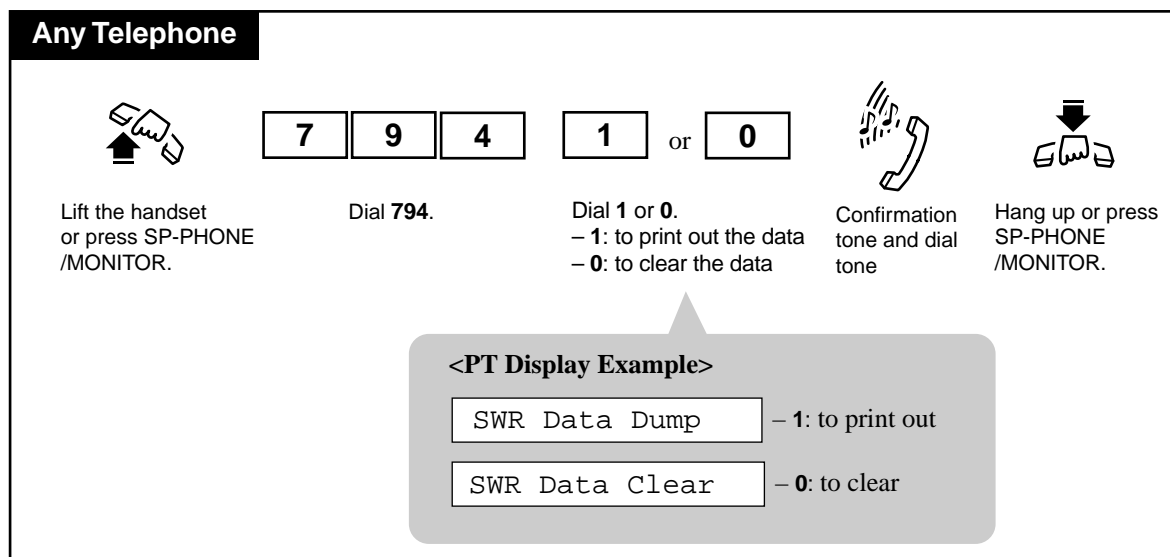 Any Telephone
7 9 4 1 or 0
Lift the handset
or press SP-PHONE
/MONITOR.
Dial 794.
Dial 1 or 0.
– 1: to print out the data
– 0: to clear the data
Confirmation
tone and dial
tone
Hang up or press
SP-PHONE
/MONITOR.
<PT Display Example>
SWR Data Dump – 1: to print out
SWR Data Clear – 0: to clear